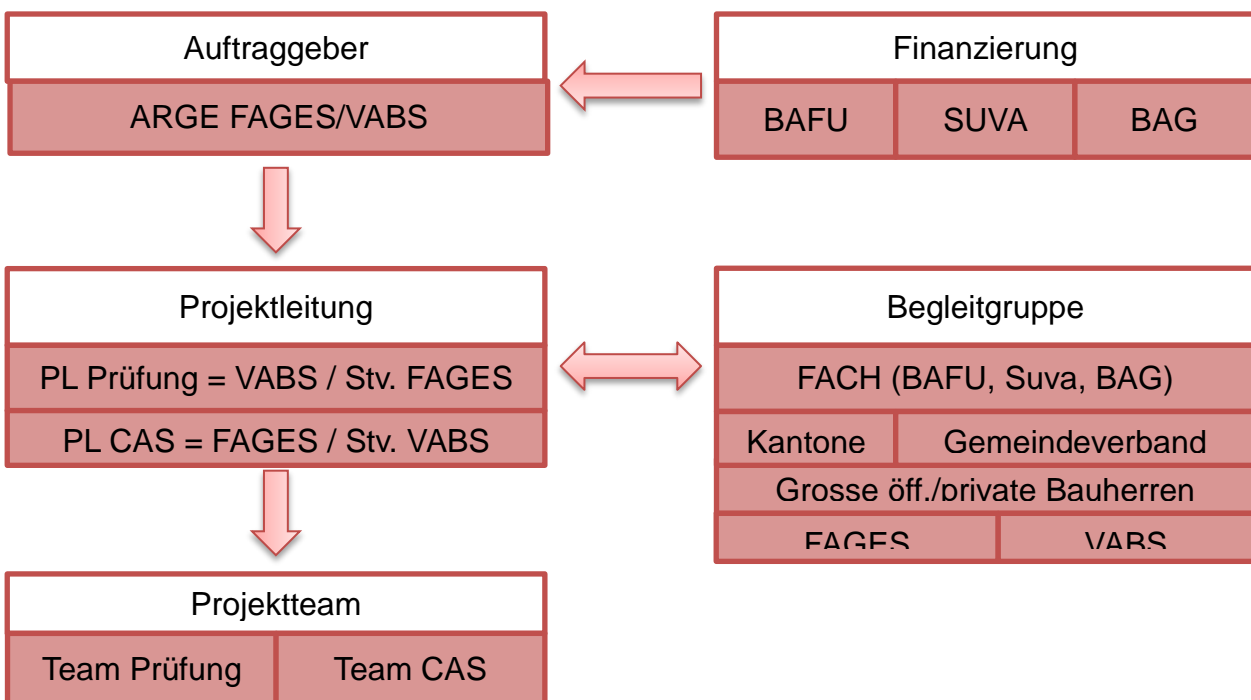 Auftraggeber
ARGE FAGES/VABS
Finanzierung
BAFU SUVA BAG
Projektleitung
PL Prüfung = VABS / Stv. FAGES
PL CAS = FAGES / Stv. VABS
Begleitgruppe
FACH (BAFU, Suva, BAG)
Kantone Gemeindeverband
Grosse öff./private Bauherren
FAGES VABS
Projektteam
Team Prüfung Team CAS